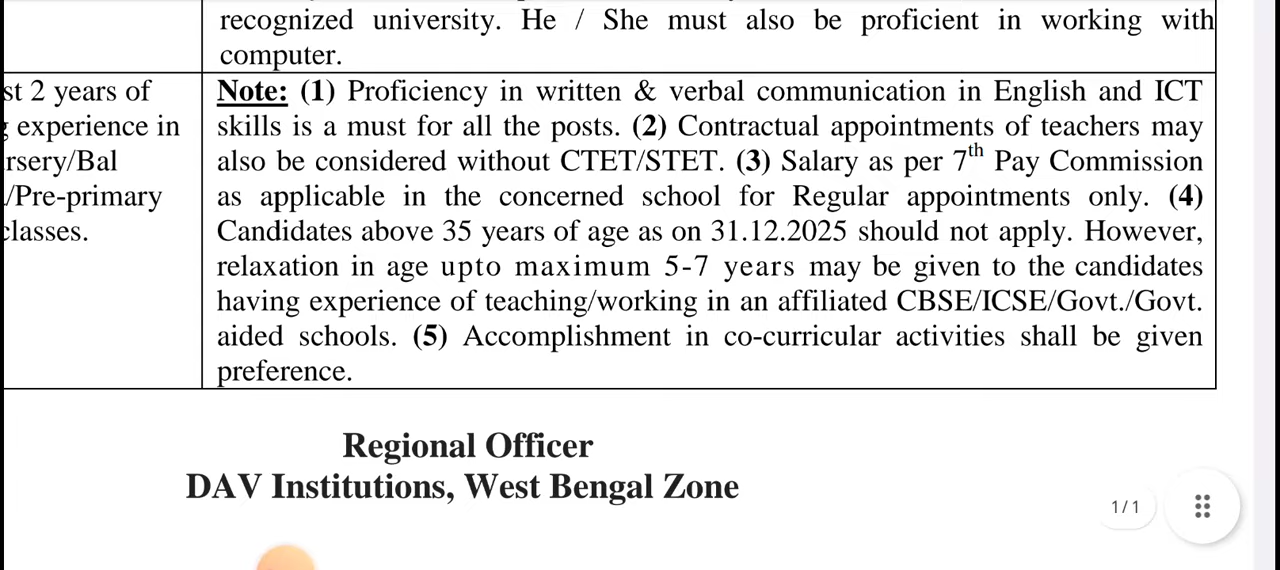 recognized university. He / She must also be proficient in working with
computer.
st 2 years of
experience in
rsery/Bal
/Pre-primary
classes.
Note: (1) Proficiency in written & verbal communication in English and ICT
skills is a must for all the posts. (2) Contractual appointments of teachers may
also be considered without CTET/STET. (3) Salary as per 7th Pay Commission
as applicable in the concerned school for Regular appointments only. (4)
Candidates above 35 years of age as on 31.12.2025 should not apply. However,
relaxation in age upto maximum 5-7 years may be given to the candidates
having experience of teaching/working in an affiliated CBSE/ICSE/Govt./Govt.
aided schools. (5) Accomplishment in co-curricular activities shall be given
preference.
Regional Officer
DAV Institutions, West Bengal Zone
1/1